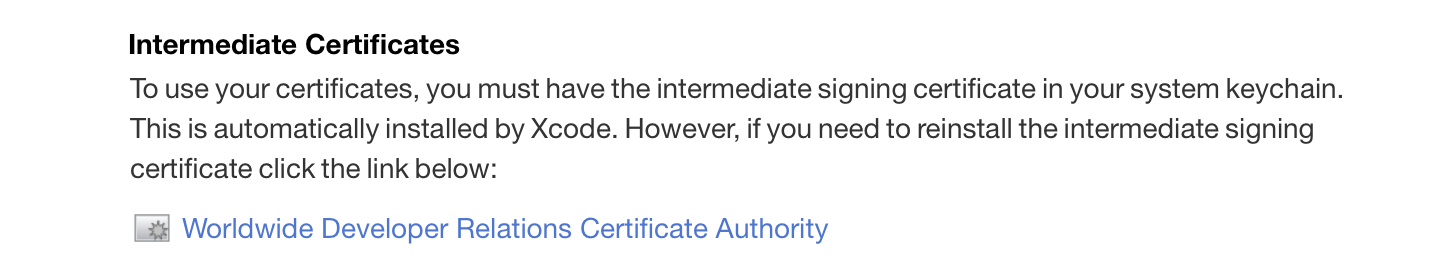 Intermediate Certificates
To use your certificates, you must have the intermediate signing certificate in your system keychain.
This is automatically installed by Xcode. However, if you need to reinstall the intermediate signing
certificate click the link below:
Worldwide Developer Relations Certificate Authority